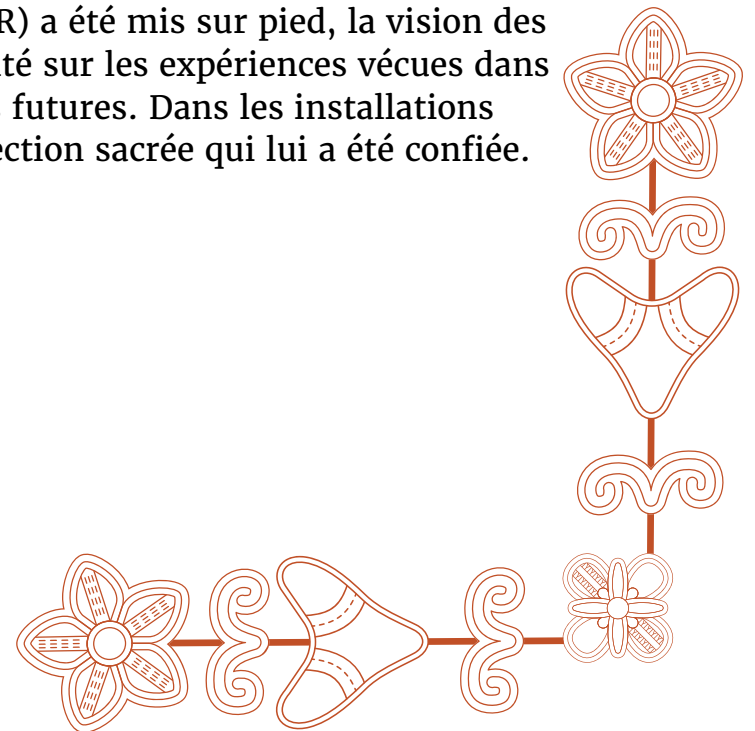 R) a été mis sur pied, la vision des
té sur les expériences vécues dans
futures. Dans les installations
ection sacrée qui lui a été confiée.